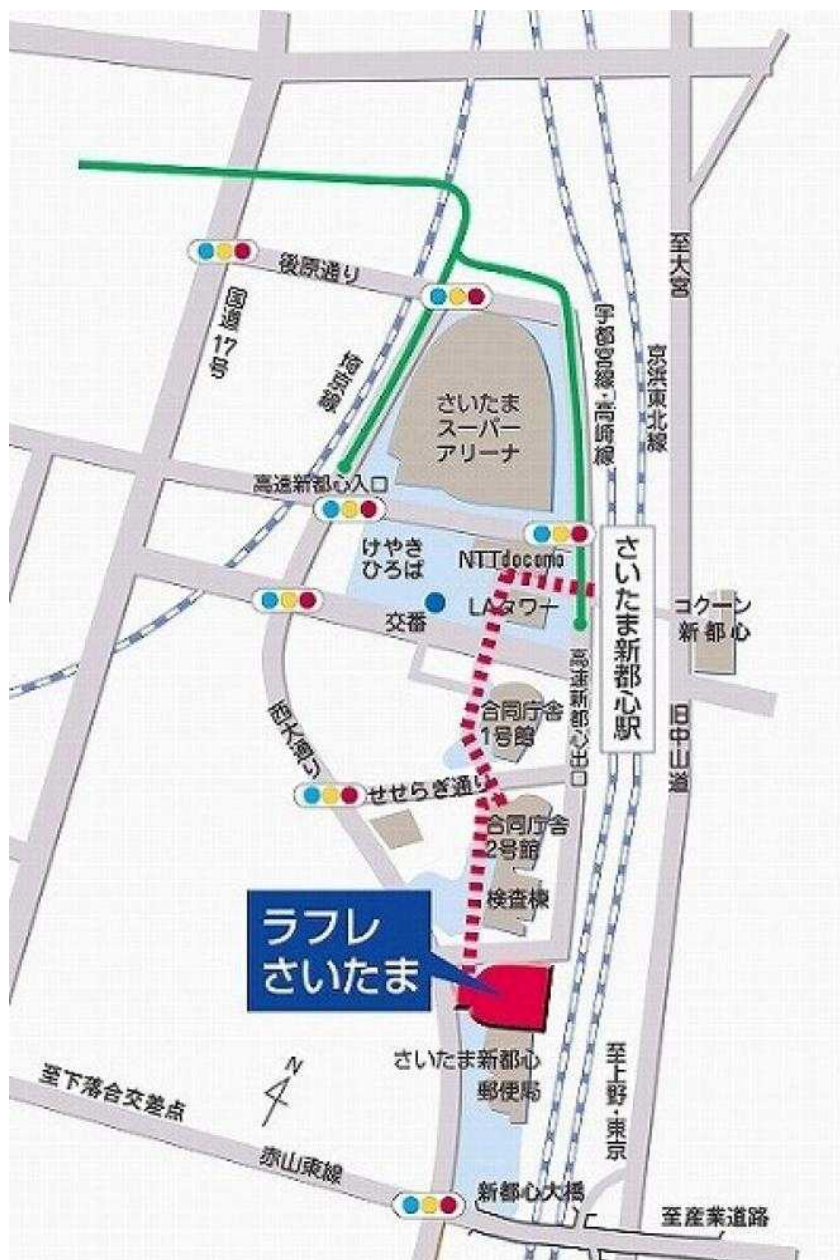 至大宮
後原通り
国道17号
埼京線
宇都宮線・高崎線
京浜東北線
さいたま
スーパー
アリーナ
高速新都心入口
けやき
ひろば
NTTdocomo
LAタワー
交番
さいたま新都心駅
コクーン
新都心
高速新都心出口
旧中山道
合同庁舎
1号館
西大通り
せせらぎ通り
合同庁舎
2号館
検査棟
ラフレ
さいたま
さいたま新都心
郵便局
N
至上野・東京
至下落合交差点
赤山東線
新都心大橋
至産業道路